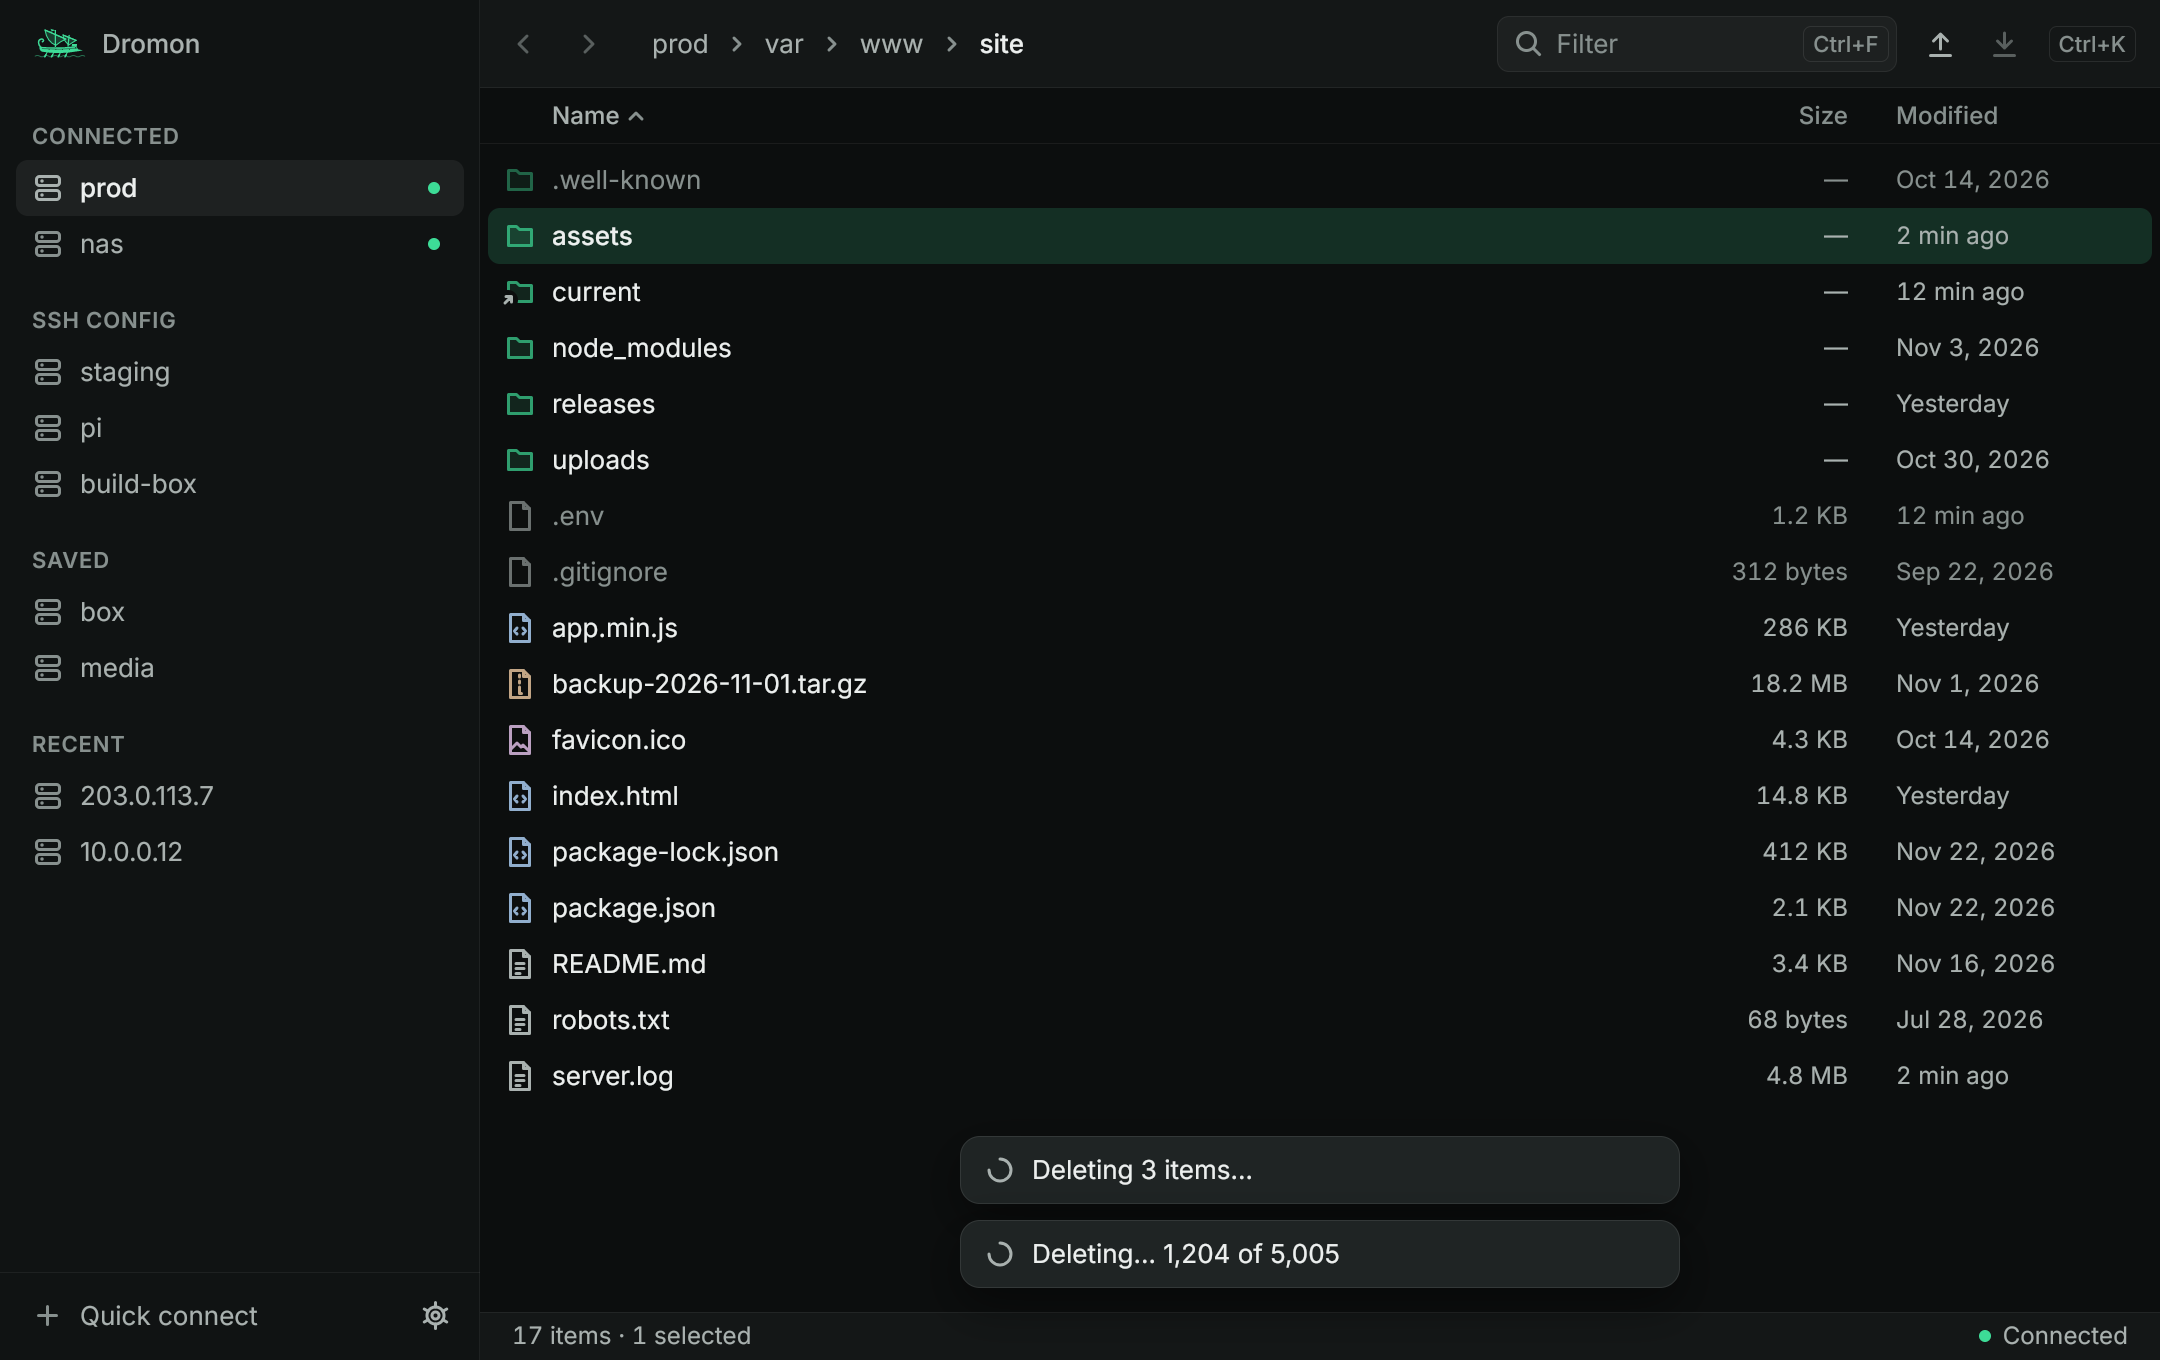 Dromon
prod > var > www > site
Filter Ctrl+F
Ctrl+K
CONNECTED
prod
nas
SSH CONFIG
staging
pi
build-box
SAVED
box
media
RECENT
203.0.113.7
10.0.0.12
Quick connect
Name Size Modified
.well-known — Oct 14, 2026
assets — 2 min ago
current — 12 min ago
node_modules — Nov 3, 2026
releases — Yesterday
uploads — Oct 30, 2026
.env 1.2 KB 12 min ago
.gitignore 312 bytes Sep 22, 2026
app.min.js 286 KB Yesterday
backup-2026-11-01.tar.gz 18.2 MB Nov 1, 2026
favicon.ico 4.3 KB Oct 14, 2026
index.html 14.8 KB Yesterday
package-lock.json 412 KB Nov 22, 2026
package.json 2.1 KB Nov 22, 2026
README.md 3.4 KB Nov 16, 2026
robots.txt 68 bytes Jul 28, 2026
server.log 4.8 MB 2 min ago
Deleting 3 items...
Deleting... 1,204 of 5,005
17 items · 1 selected
Connected